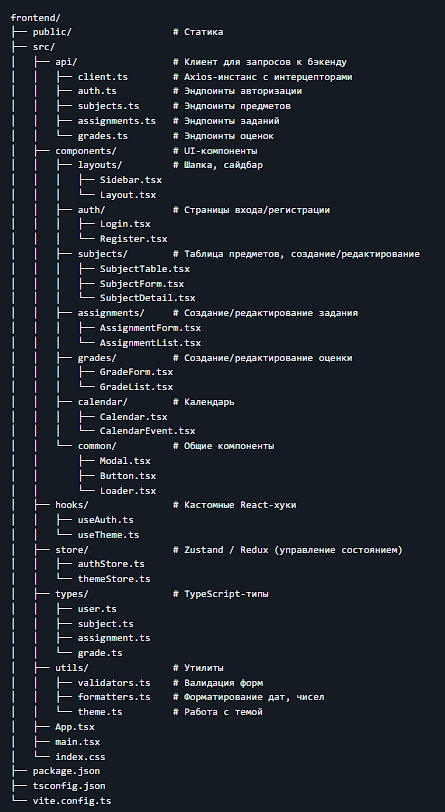 frontend/
├── public/                 # Статика
├── src/
│   ├── api/                # Клиент для запросов к бэкенду
│   │   ├── client.ts       # Axios-инстанс с интерцепторами
│   │   ├── auth.ts         # Эндпоинты авторизации
│   │   ├── subjects.ts     # Эндпоинты предметов
│   │   ├── assignments.ts  # Эндпоинты заданий
│   │   └── grades.ts       # Эндпоинты оценок
│   ├── components/         # UI-компоненты
│   │   ├── layouts/        # Шапка, сайдбар
│   │   │   ├── Sidebar.tsx
│   │   │   └── Layout.tsx
│   │   ├── auth/           # Страницы входа/регистрации
│   │   │   ├── Login.tsx
│   │   │   └── Register.tsx
│   │   ├── subjects/       # Таблица предметов, создание/редактирование
│   │   │   ├── SubjectTable.tsx
│   │   │   ├── SubjectForm.tsx
│   │   │   └── SubjectDetail.tsx
│   │   ├── assignments/    # Создание/редактирование задания
│   │   │   ├── AssignmentForm.tsx
│   │   │   └── AssignmentList.tsx
│   │   ├── grades/         # Создание/редактирование оценки
│   │   │   ├── GradeForm.tsx
│   │   │   └── GradeList.tsx
│   │   ├── calendar/       # Календарь
│   │   │   ├── Calendar.tsx
│   │   │   └── CalendarEvent.tsx
│   │   └── common/         # Общие компоненты
│   │       ├── Modal.tsx
│   │       ├── Button.tsx
│   │       └── Loader.tsx
│   ├── hooks/              # Кастомные React-хуки
│   │   ├── useAuth.ts
│   │   └── useTheme.ts
│   ├── store/              # Zustand / Redux (управление состоянием)
│   │   ├── authStore.ts
│   │   └── themeStore.ts
│   ├── types/              # TypeScript-типы
│   │   ├── user.ts
│   │   ├── subject.ts
│   │   ├── assignment.ts
│   │   └── grade.ts
│   ├── utils/              # Утилиты
│   │   ├── validators.ts   # Валидация форм
│   │   ├── formatters.ts   # Форматирование дат, чисел
│   │   └── theme.ts        # Работа с темой
│   ├── App.tsx
│   ├── main.tsx
│   └── index.css
├── package.json
├── tsconfig.json
└── vite.config.ts